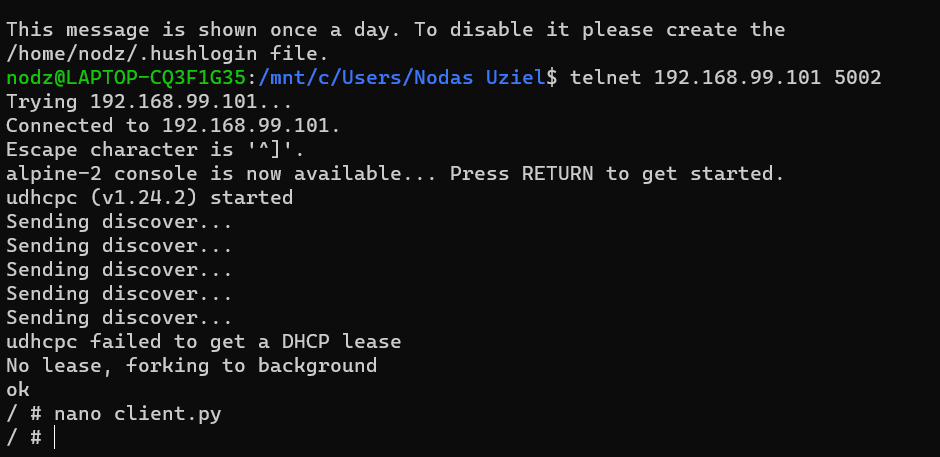 This message is shown once a day. To disable it please create the
/home/nodz/.hushlogin file.
nodz@LAPTOP-CQ3F1G35:/mnt/c/Users/Nodas Uziel$ telnet 192.168.99.101 5002
Trying 192.168.99.101...
Connected to 192.168.99.101.
Escape character is '^]'.
alpine-2 console is now available... Press RETURN to get started.
udhcpc (v1.24.2) started
Sending discover...
Sending discover...
Sending discover...
Sending discover...
Sending discover...
udhcpc failed to get a DHCP lease
No lease, forking to background
ok
/ # nano client.py
/ #